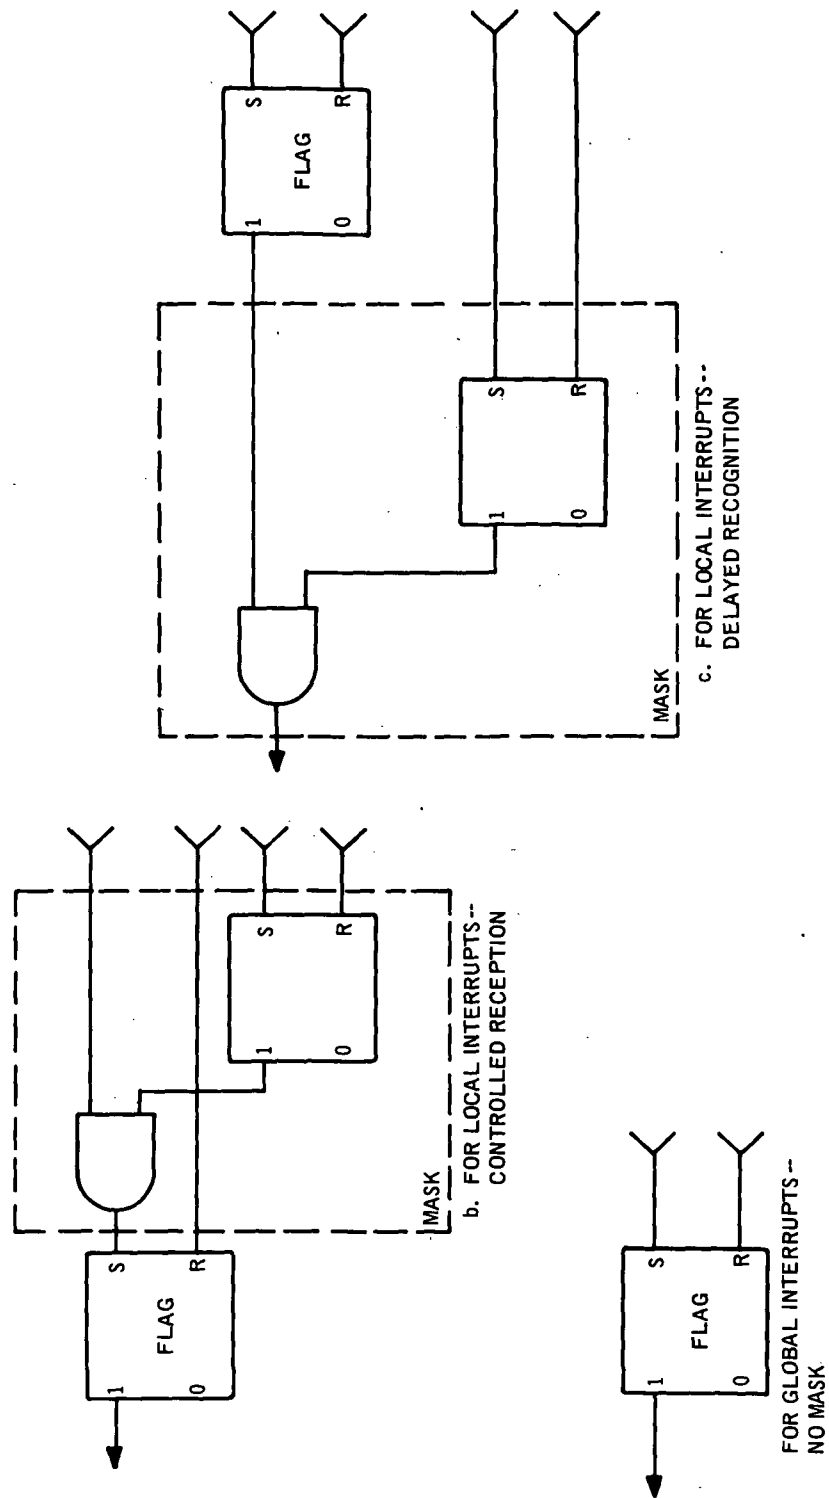 1 S
FLAG
0 R
FOR GLOBAL INTERRUPTS--
NO MASK
1 S
FLAG
0 R
1 S
0 R
MASK
b. FOR LOCAL INTERRUPTS--
CONTROLLED RECEPTION
1 S
FLAG
0 R
1 S
0 R
MASK
c. FOR LOCAL INTERRUPTS--
DELAYED RECOGNITION